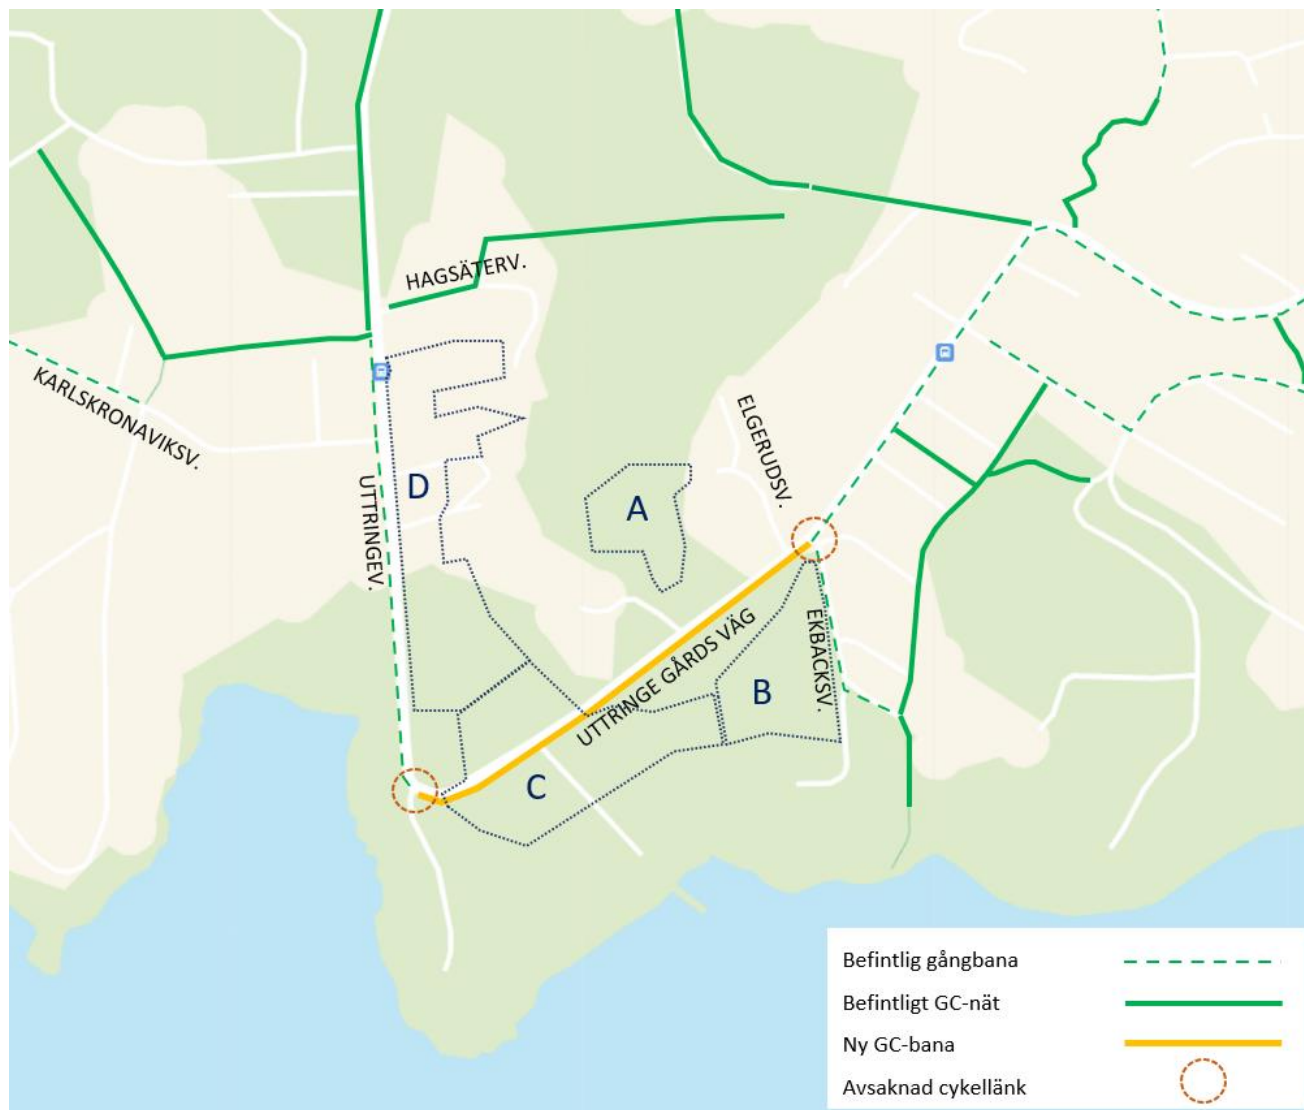 HAGSÄTERV.
KARLSKRONAVIKSV.
ELGERUDSV.
UTTRINGEV.
D
A
UTTRINGE GÅRDS VÄG
EKBACKSV.
B
C
Befintlig gångbana
Befintligt GC-nät
Ny GC-bana
Avsaknad cykellänk